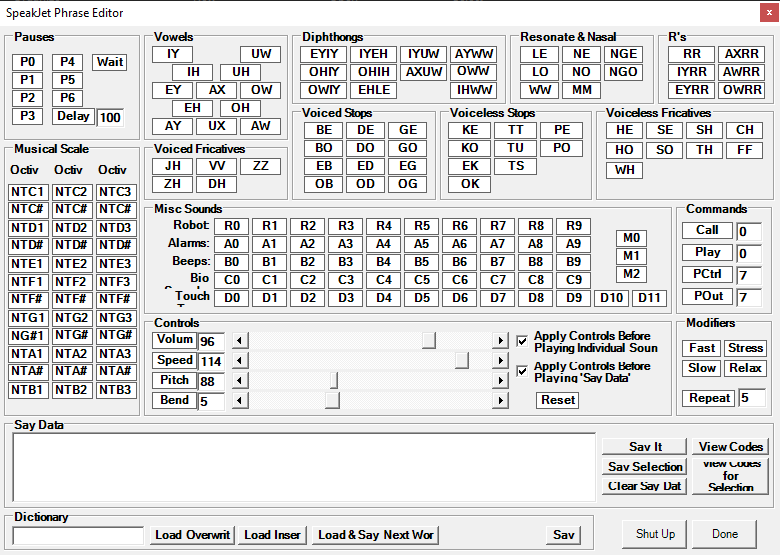 SpeakJet Phrase Editor
Pauses
P0 P4 Wait
P1 P5
P2 P6
P3 Delay 100
Vowels
IY UW
IH UH
EY AX OW
EH OH
AY UX AW
Diphthongs
EYIY IYEH IYUW AYWW
OHIY OHIH AXUW OWW
OWIY EHLE IHWW
Resonate & Nasal
LE NE NGE
LO NO NGO
WW MM
R's
RR AXRR
IYRR AWRR
EYRR OWRR
Musical Scale
Octiv Octiv Octiv
NTC1 NTC2 NTC3
NTC# NTC# NTC#
NTD1 NTD2 NTD3
NTD# NTD# NTD#
NTE1 NTE2 NTE3
NTF1 NTF2 NTF3
NTF# NTF# NTF#
NTG1 NTG2 NTG3
NG#1 NTG# NTG#
NTA1 NTA2 NTA3
NTA# NTA# NTA#
NTB1 NTB2 NTB3
Voiced Fricatives
JH VV ZZ
ZH DH
Voiced Stops
BE DE GE
BO DO GO
EB ED EG
OB OD OG
Voiceless Stops
KE TT PE
KO TU PO
EK TS
OK
Voiceless Fricatives
HE SE SH CH
HO SO TH FF
WH
Misc Sounds
Robot: R0 R1 R2 R3 R4 R5 R6 R7 R8 R9
Alarms: A0 A1 A2 A3 A4 A5 A6 A7 A8 A9
Beeps: B0 B1 B2 B3 B4 B5 B6 B7 B8 B9
Bio C0 C1 C2 C3 C4 C5 C6 C7 C8 C9
Touch D0 D1 D2 D3 D4 D5 D6 D7 D8 D9 D10 D11
M0
M1
M2
Commands
Call 0
Play 0
PCtrl 7
POut 7
Controls
Volum 96
Speed 114
Pitch 88
Bend 5
Apply Controls Before
Playing Individual Soun
Apply Controls Before
Playing 'Say Data'
Reset
Modifiers
Fast Stress
Slow Relax
Repeat 5
Say Data
Say It View Codes
Say Selection View Codes
for
Selection
Clear Say Dat
Dictionary
Load Overwrit Load Inser Load & Say Next Wor Sav
Shut Up Done